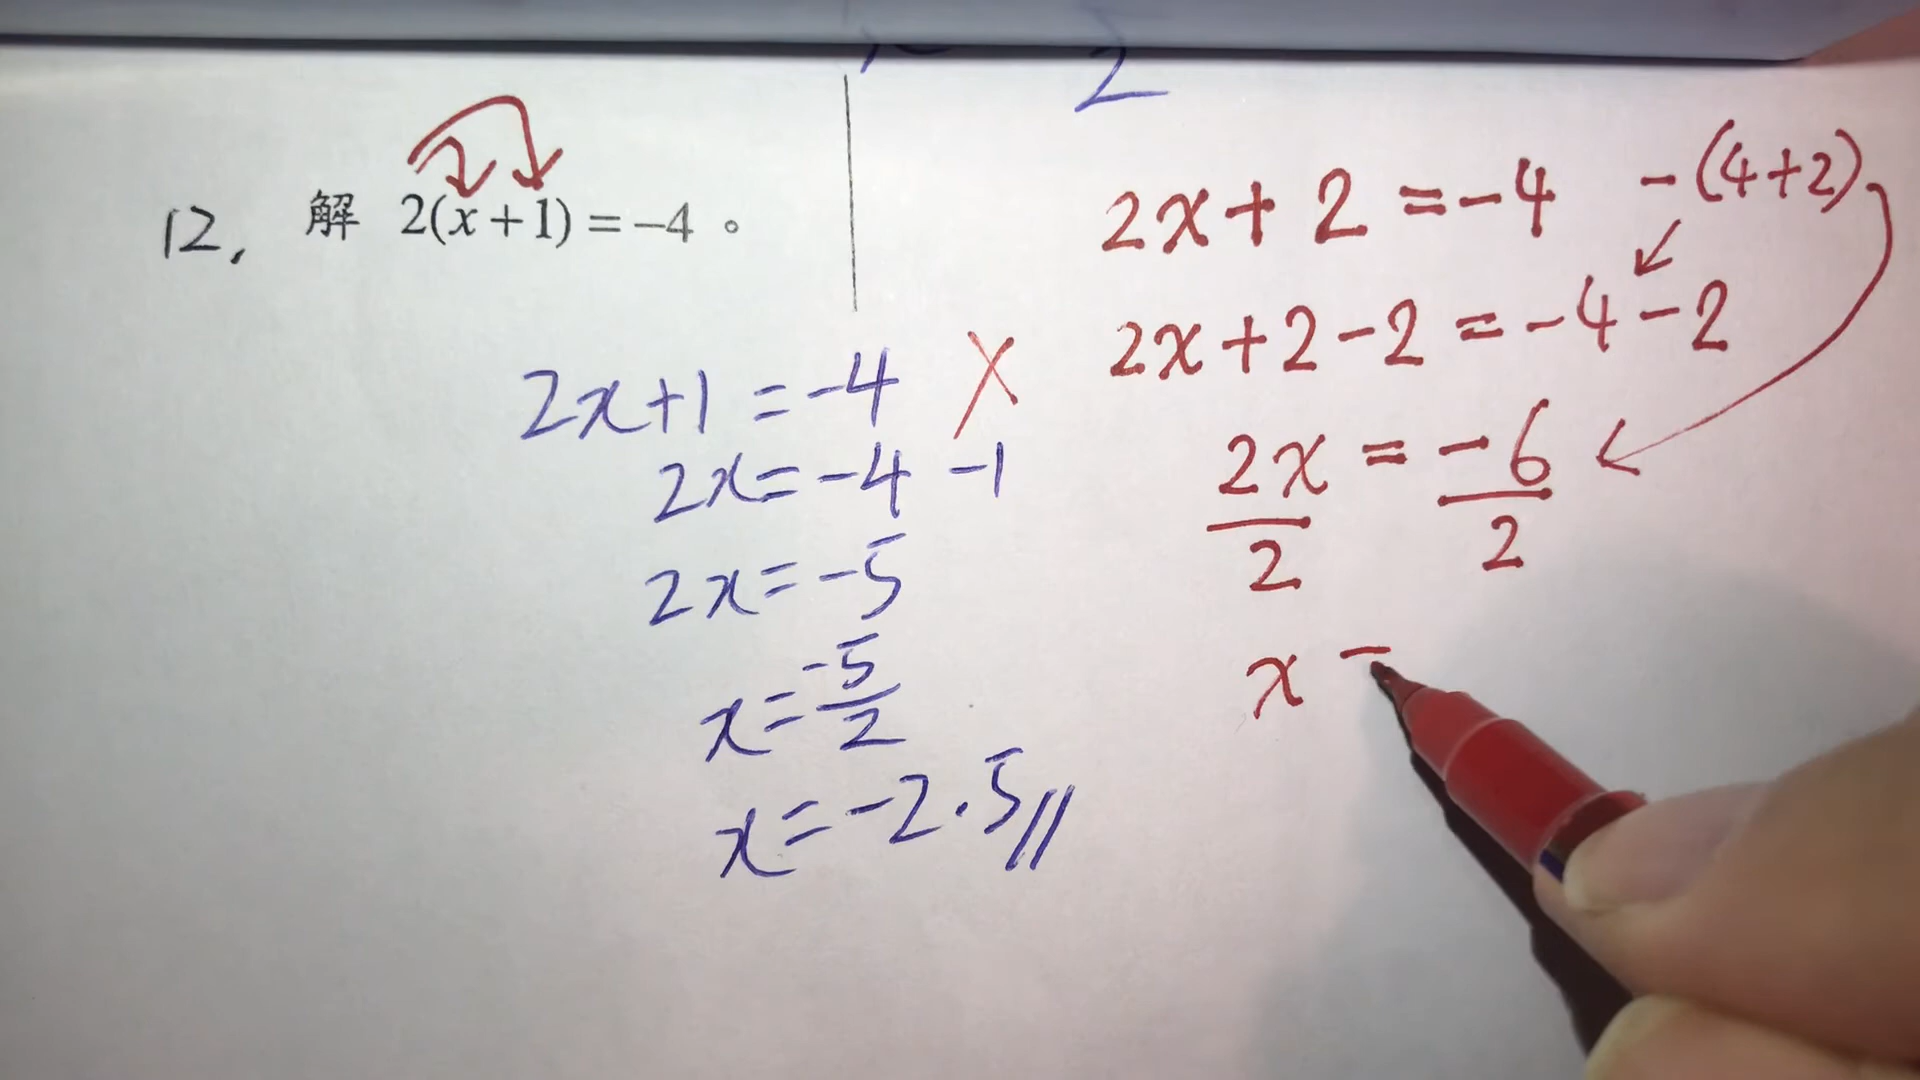 2
12. 解 2(x+1)=-4。
2x+1=-4 X
2x=-4 -1
2x=-5
x=-5/2
x=-2.5//
2x+2=-4 -(4+2)
2x+2-2=-4-2
2x/2=-6/2
x -